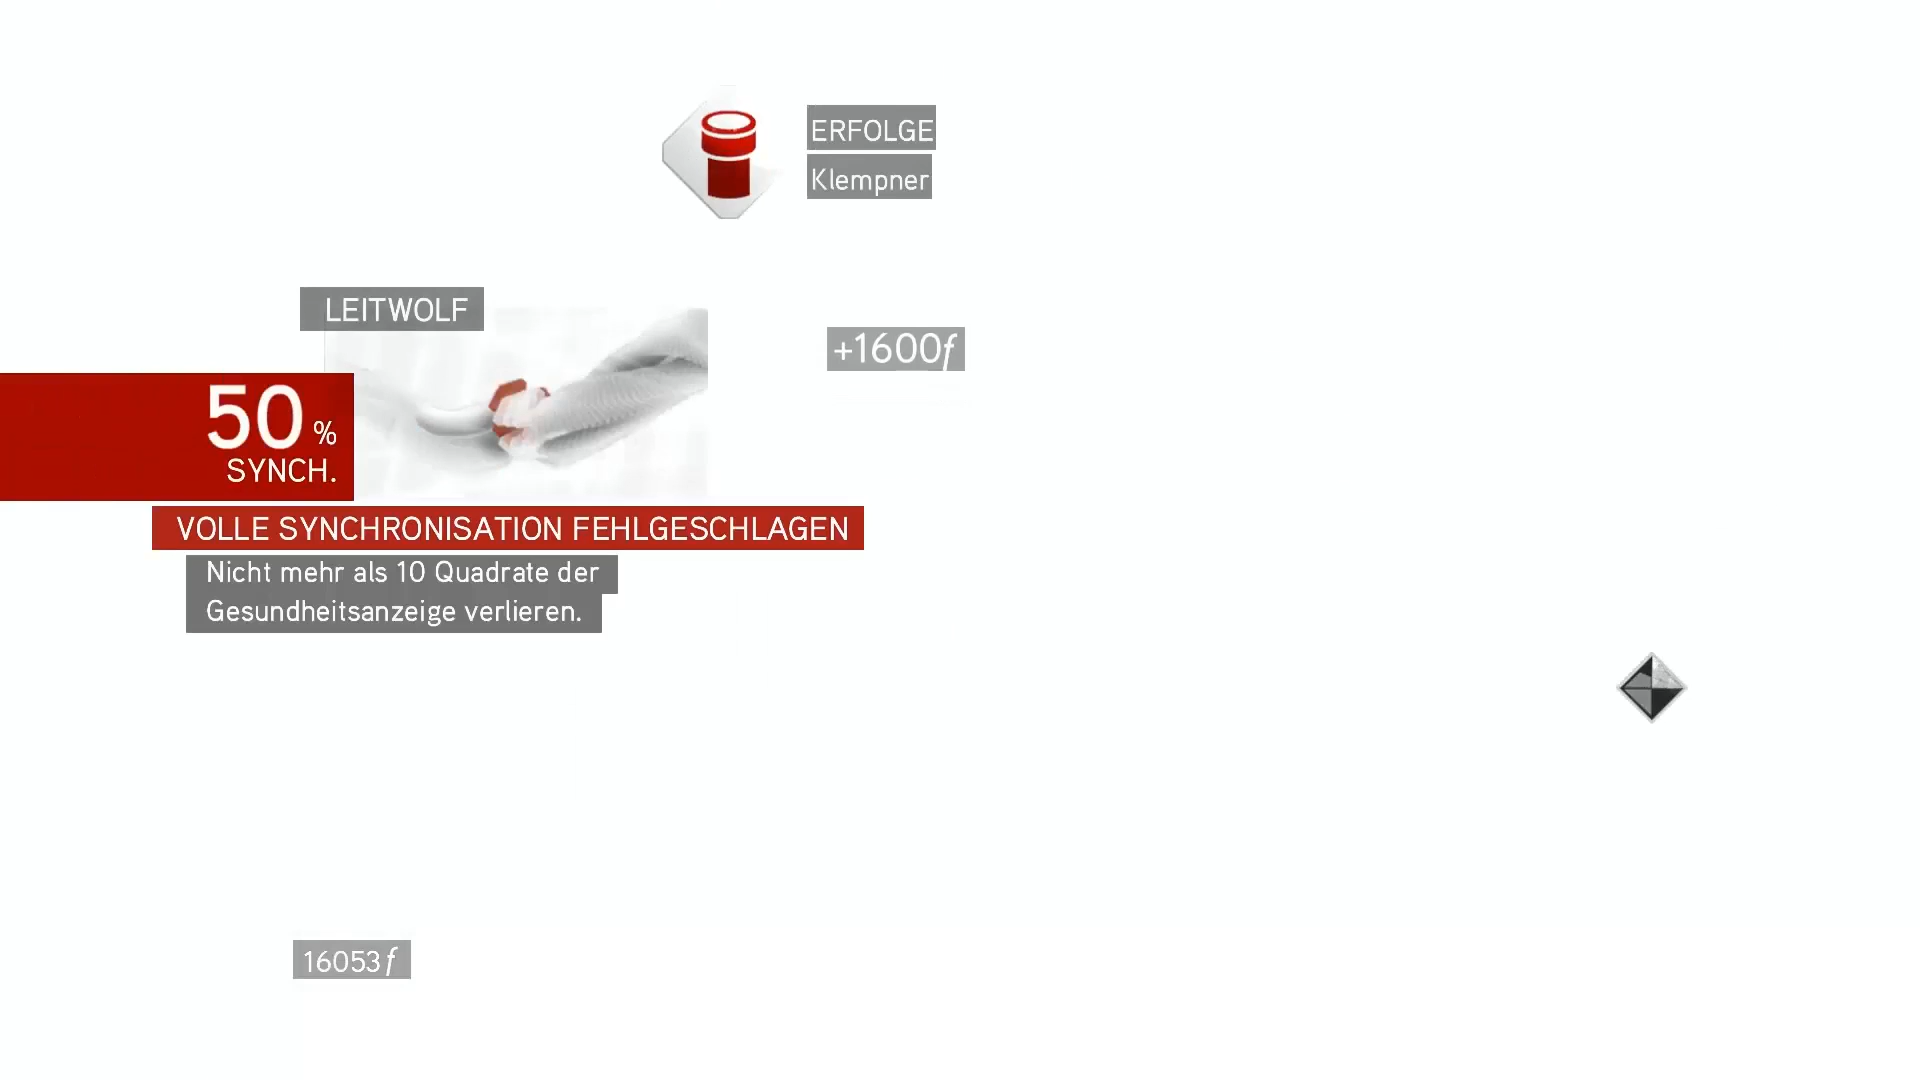 ERFOLGE
Klempner
LEITWOLF
+1600ƒ
50 %
SYNCH.
VOLLE SYNCHRONISATION FEHLGESCHLAGEN
Nicht mehr als 10 Quadrate der
Gesundheitsanzeige verlieren.
16053ƒ